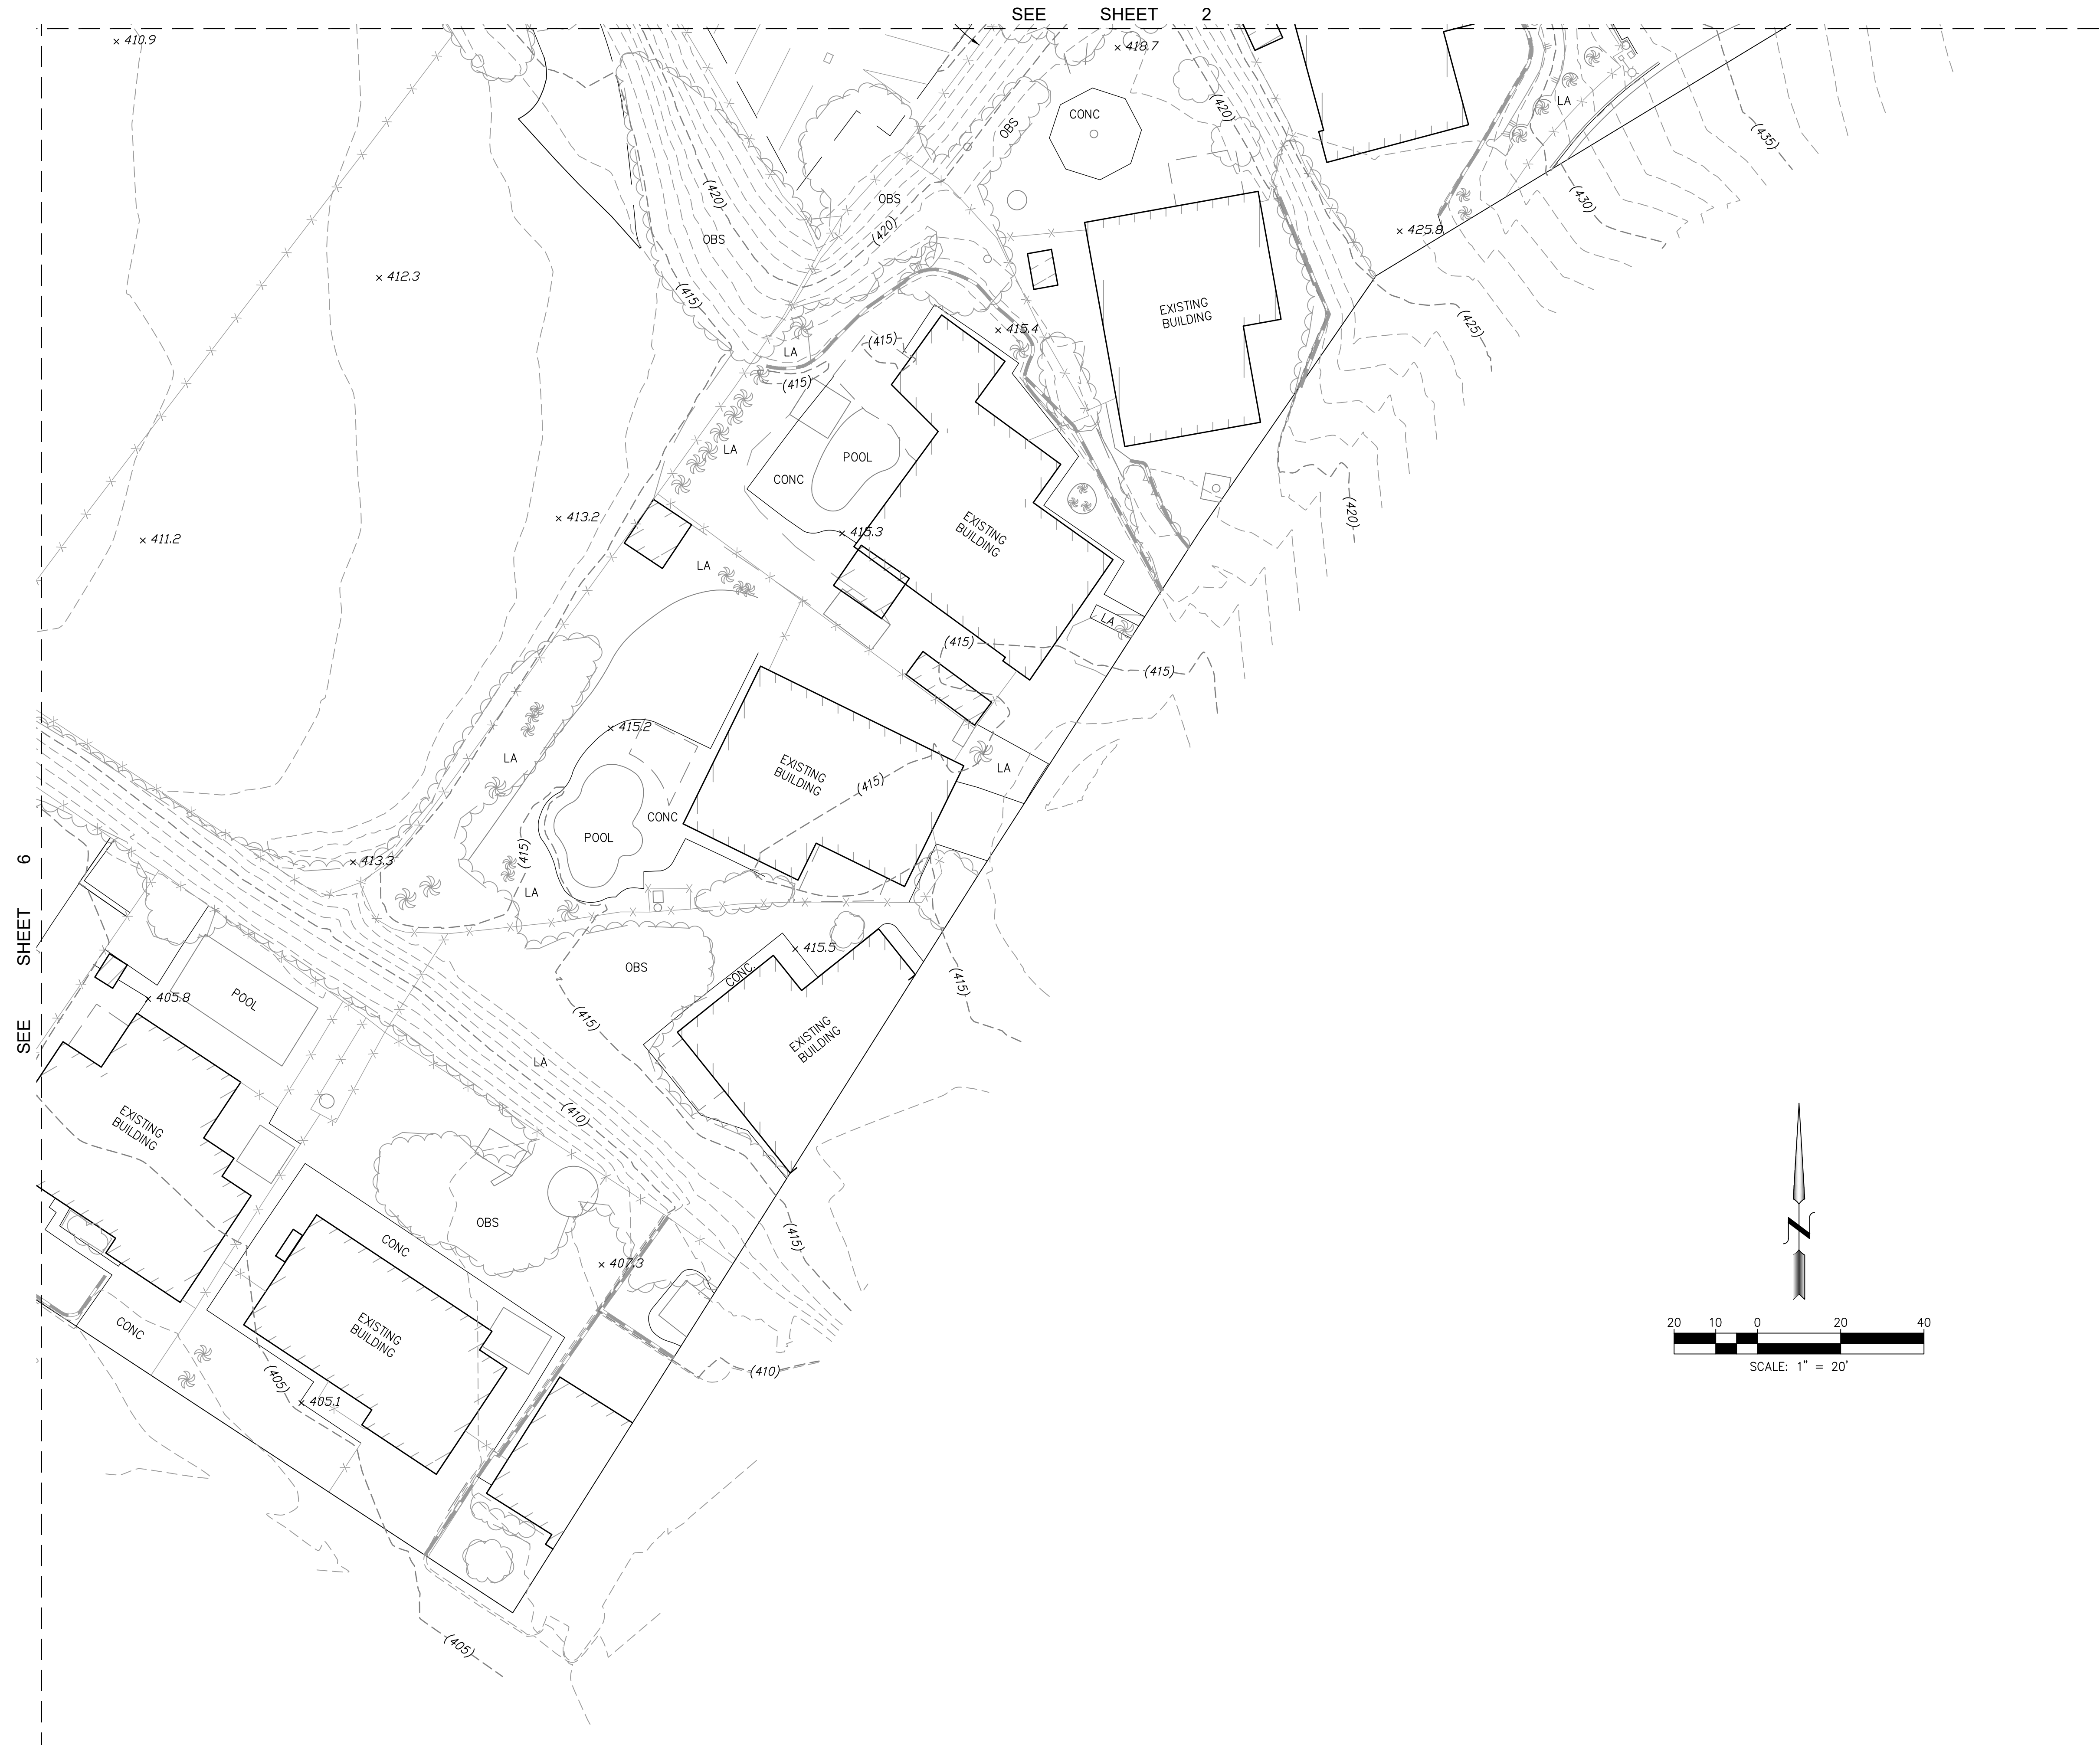 SEE SHEET 2
410.9
418.7
CONC
OBS
LA
(420)
(435)
(420)
OBS
(430)
(420)
425.8
OBS
412.3
(415)
EXISTING
BUILDING
(425)
415.4
(415)
LA
(415)
LA
POOL
CONC
(420)
413.2
415.3
EXISTING
BUILDING
411.2
LA
LA
(415)
(415)
415.2
LA
EXISTING
BUILDING
LA
(415)
CONC
POOL
(415)
413.3
LA
SEE SHEET 6
415.5
OBS
CONC.
(415)
405.8
POOL
(415)
EXISTING
BUILDING
LA
(410)
EXISTING
BUILDING
OBS
(415)
CONC
407.3
CONC
EXISTING
BUILDING
(410)
(405)
405.1
(405)
N
20 10 0 20 40
SCALE: 1" = 20'